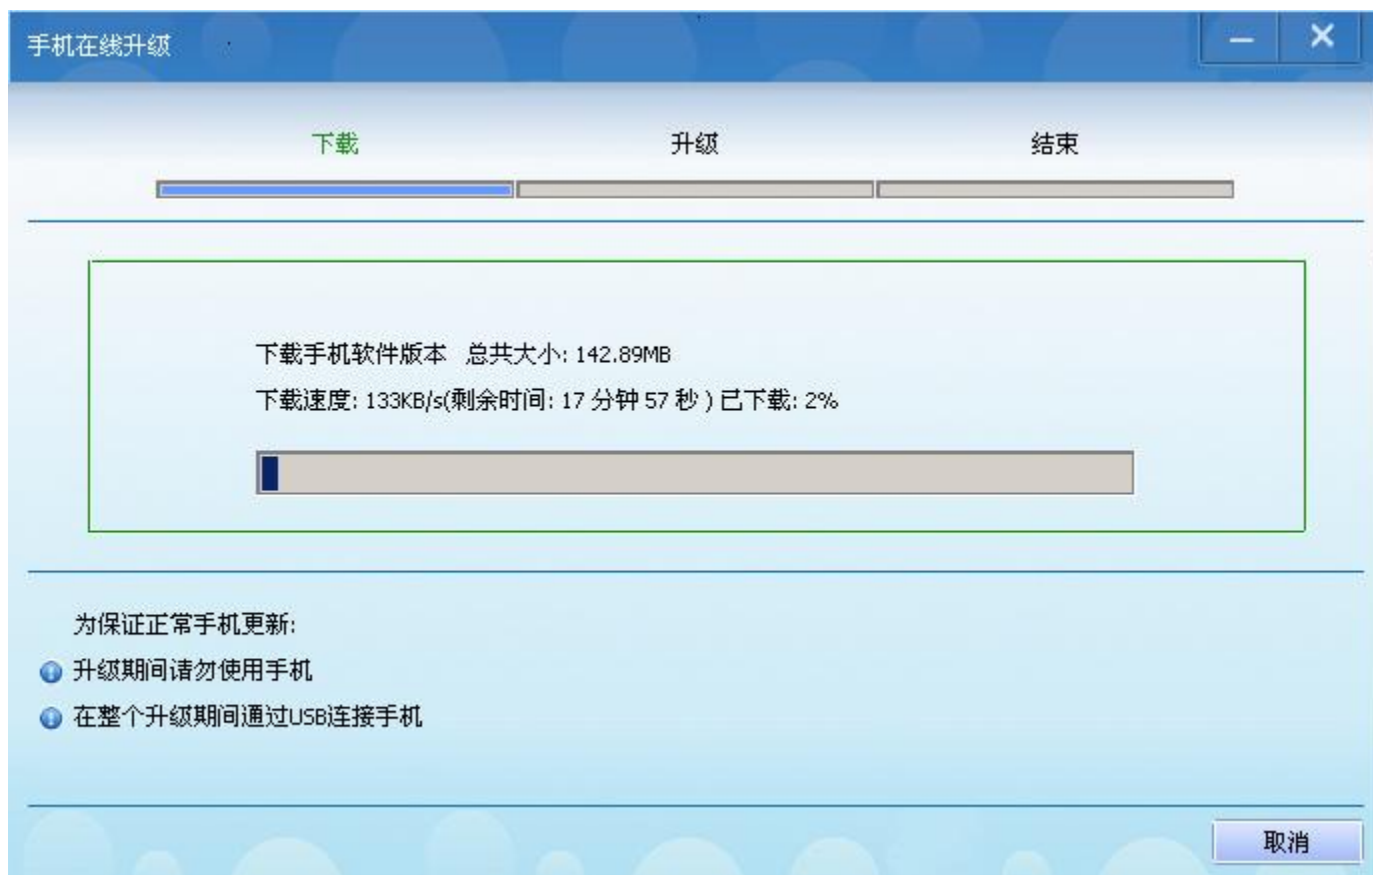 手机在线升级
下载 升级 结束
下载手机软件版本 总共大小: 142.89MB
下载速度: 133KB/s(剩余时间: 17 分钟 57 秒 ) 已下载: 2%
为保证正常手机更新:
升级期间请勿使用手机
在整个升级期间通过USB连接手机
取消